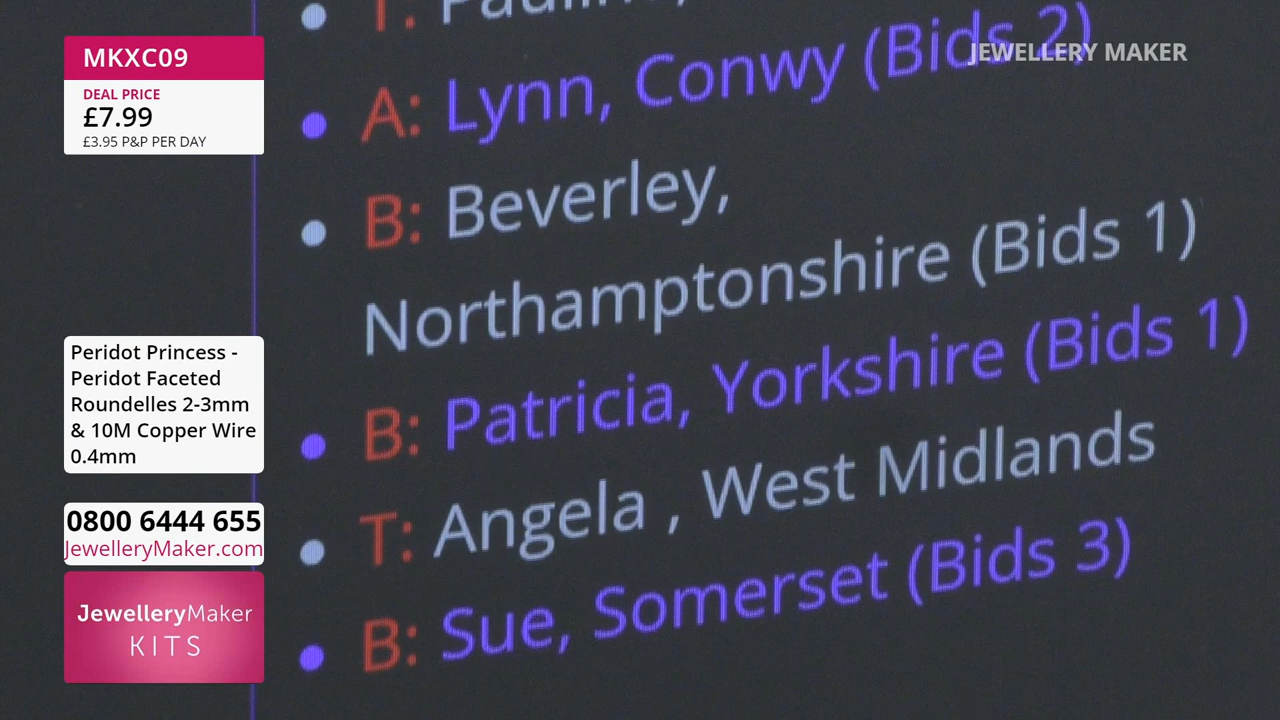 MKXC09
DEAL PRICE
£7.99
£3.95 P&P PER DAY
Peridot Princess -
Peridot Faceted
Roundelles 2-3mm
& 10M Copper Wire
0.4mm
0800 6444 655
JewelleryMaker.com
JewelleryMaker
KITS
JEWELLERY MAKER
T:
A: Lynn, Conwy (Bids 2)
B: Beverley,
Northamptonshire (Bids 1)
B: Patricia, Yorkshire (Bids 1)
T: Angela , West Midlands
B: Sue, Somerset (Bids 3)